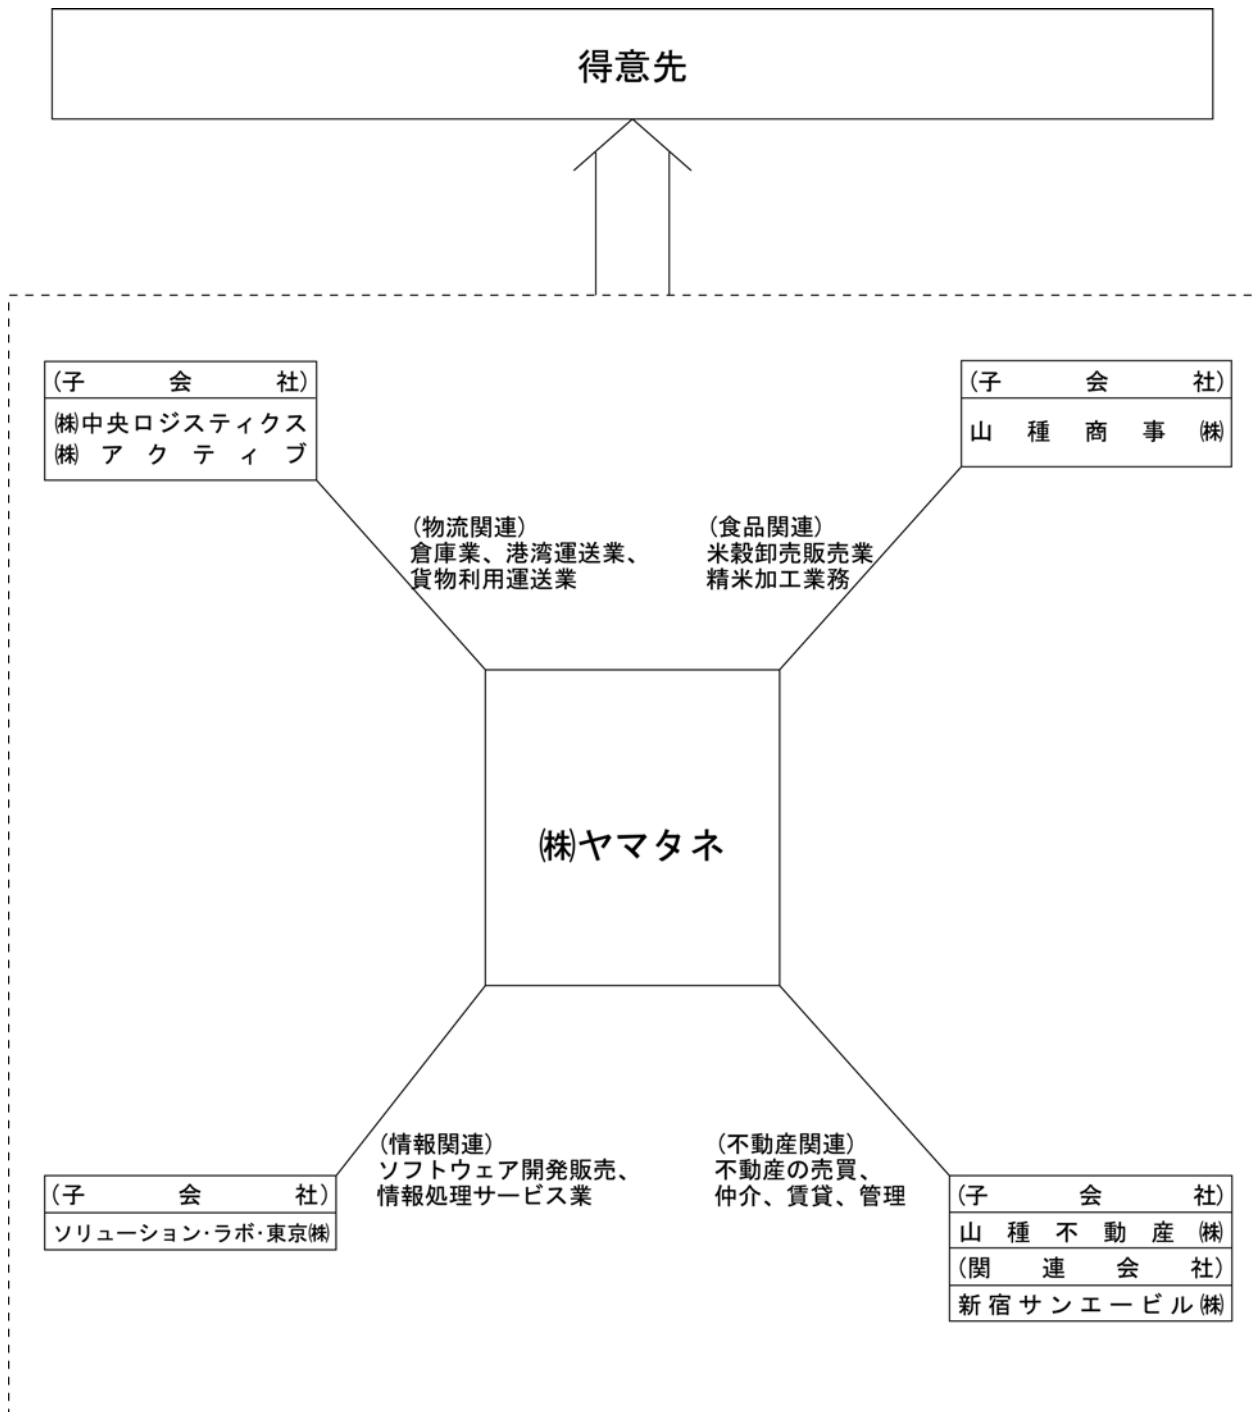 得意先
(子会社)
㈱中央ロジスティクス
㈱アクティブ
(子会社)
山種商事㈱
(物流関連)
倉庫業、港湾運送業、
貨物利用運送業
(食品関連)
米穀卸売販売業
精米加工業務
㈱ヤマタネ
(情報関連)
ソフトウェア開発販売、
情報処理サービス業
(不動産関連)
不動産の売買、
仲介、賃貸、管理
(子会社)
ソリューション・ラボ・東京㈱
(子会社)
山種不動産㈱
(関連会社)
新宿サンエービル㈱